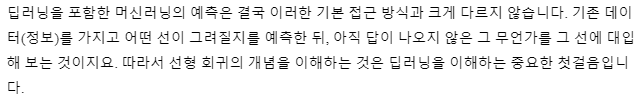 딥러닝을 포함한 머신러닝의 예측은 결국 이러한 기본 접근 방식과 크게 다르지 않습니다. 기존 데이
터(정보)를 가지고 어떤 선이 그려질지를 예측한 뒤, 아직 답이 나오지 않은 그 무언가를 그 선에 대입
해 보는 것이지요. 따라서 선형 회귀의 개념을 이해하는 것은 딥러닝을 이해하는 중요한 첫걸음입니
다.